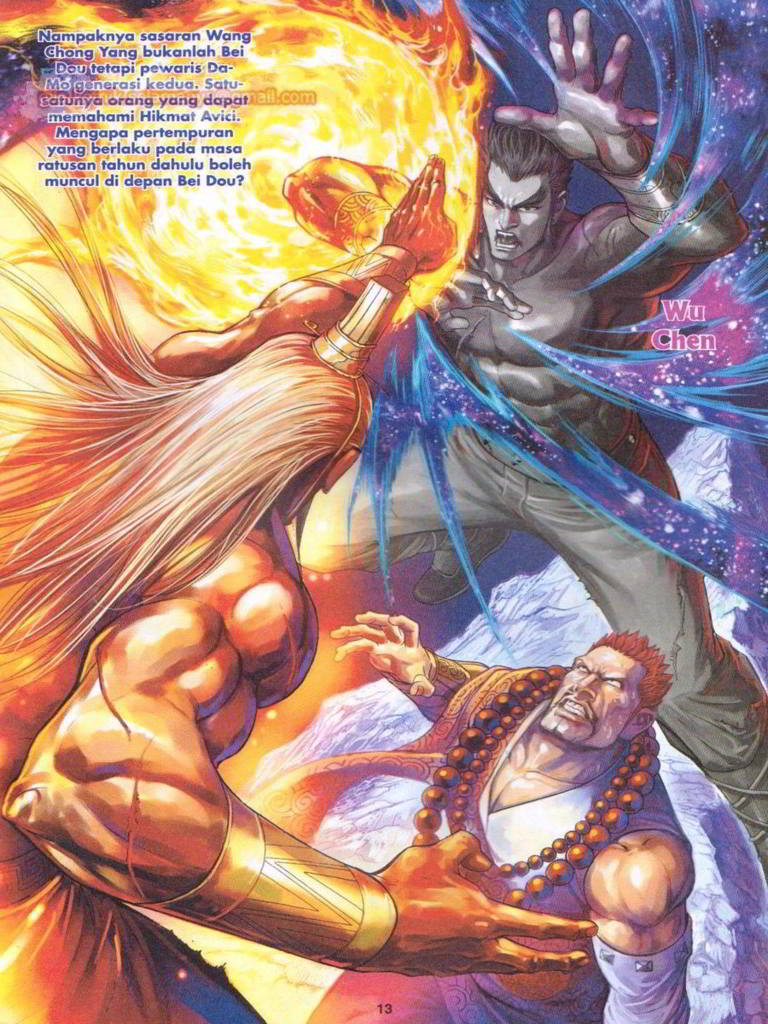 Nampaknya sasaran Wang
Chong Yang bukanlah Bei
Dou tetapi pewaris Da-
Mo generasi kedua. Satu-
satunya orang yang dapat
memahami Hikmat Avici.
Mengapa pertempuran
yang berlaku pada masa
ratusan tahun dahulu boleh
muncul di depan Bei Dou?
Wu
Chen
13